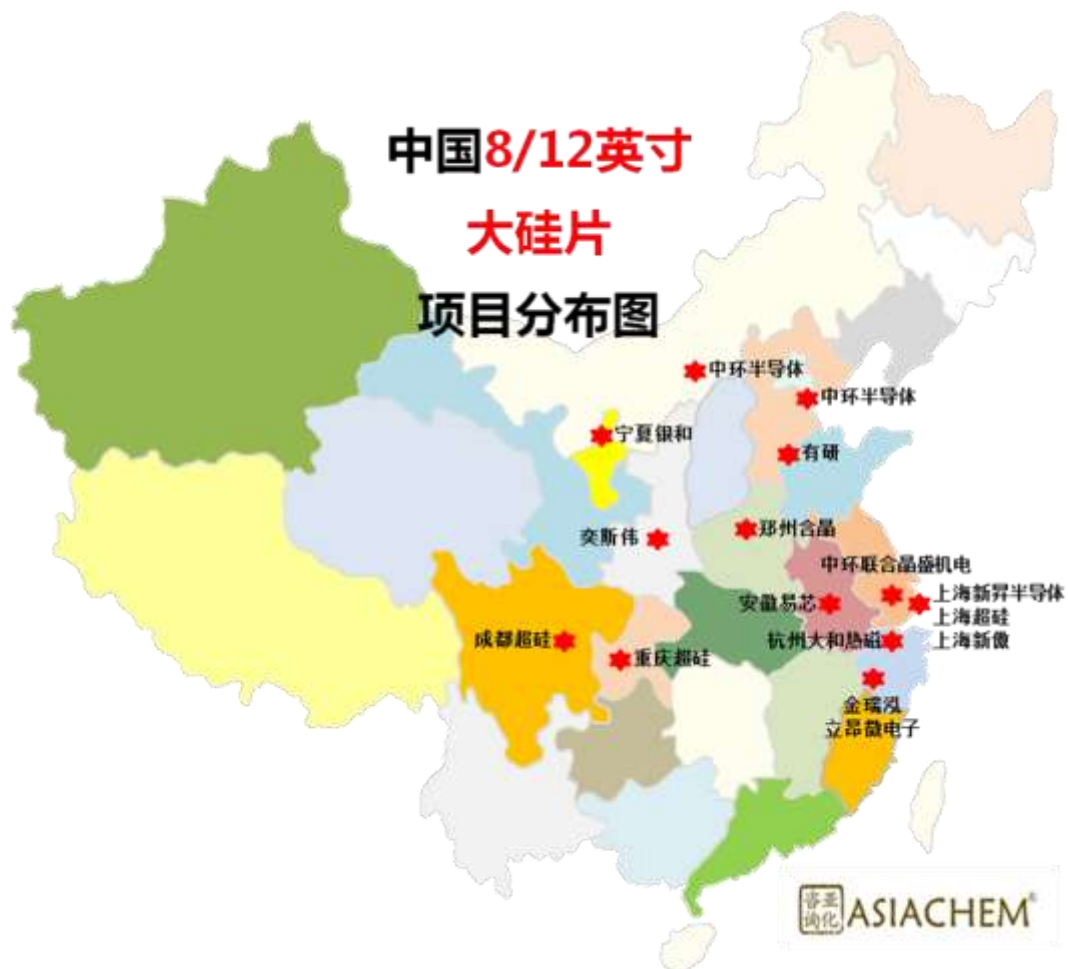 中国8/12英寸
大硅片
项目分布图
中环半导体
中环半导体
宁夏银和
有研
郑州合晶
奕斯伟
中环联合晶盛机电
上海新昇半导体
安徽易芯
上海超硅
成都超硅
杭州大和热磁
上海新傲
重庆超硅
金瑞泓
立昂微电子
咨询
亚化
ASIACHEM®